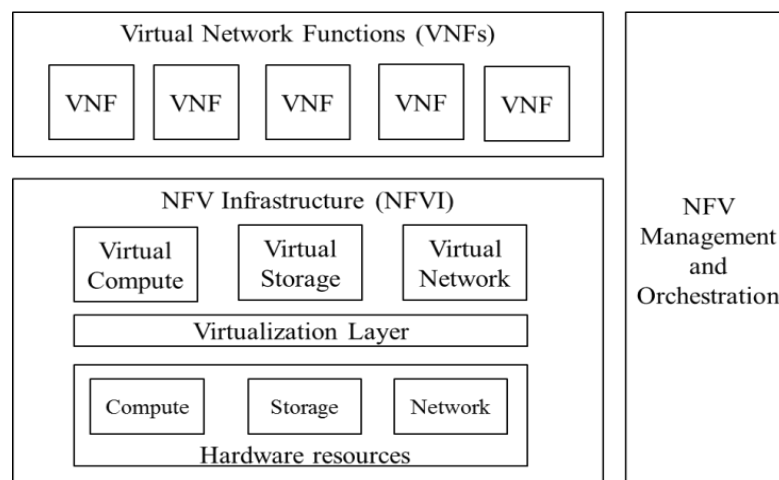 Virtual Network Functions (VNFs)
VNF
VNF
VNF
VNF
VNF
NFV Infrastructure (NFVI)
Virtual
Compute
Virtual
Storage
Virtual
Network
Virtualization Layer
Compute
Storage
Network
Hardware resources
NFV
Management
and
Orchestration